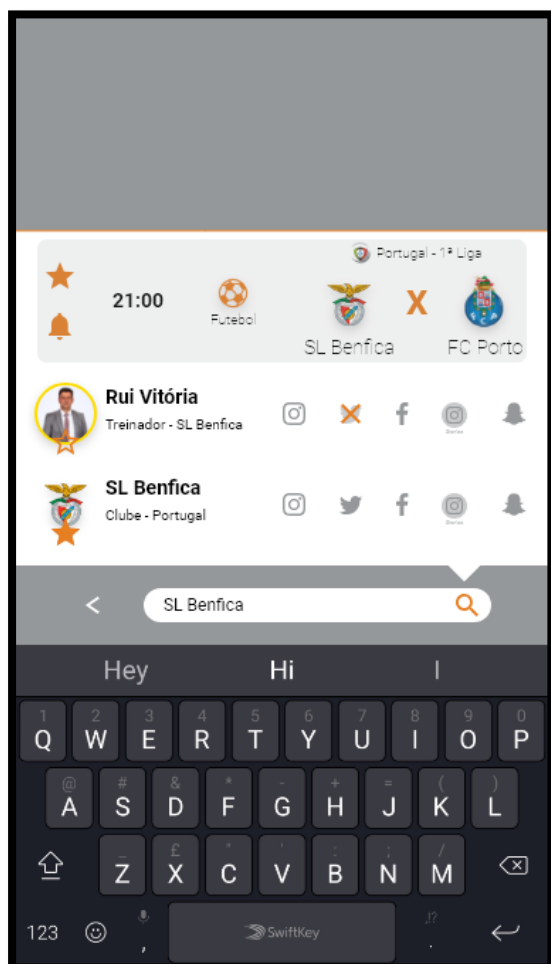 Portugal - 1ª Liga
21:00
Futebol
X
SL Benfica
FC Porto
Rui Vitória
Treinador - SL Benfica
SL Benfica
Clube - Portugal
SL Benfica
Hey Hi I
1 2 3 4 5 6 7 8 9 0
Q W E R T Y U I O P
@ # & * - + = ( )
A S D F G H J K L
_ £ " ' : ; /
Z X C V B N M
123 , SwiftKey ,!? .